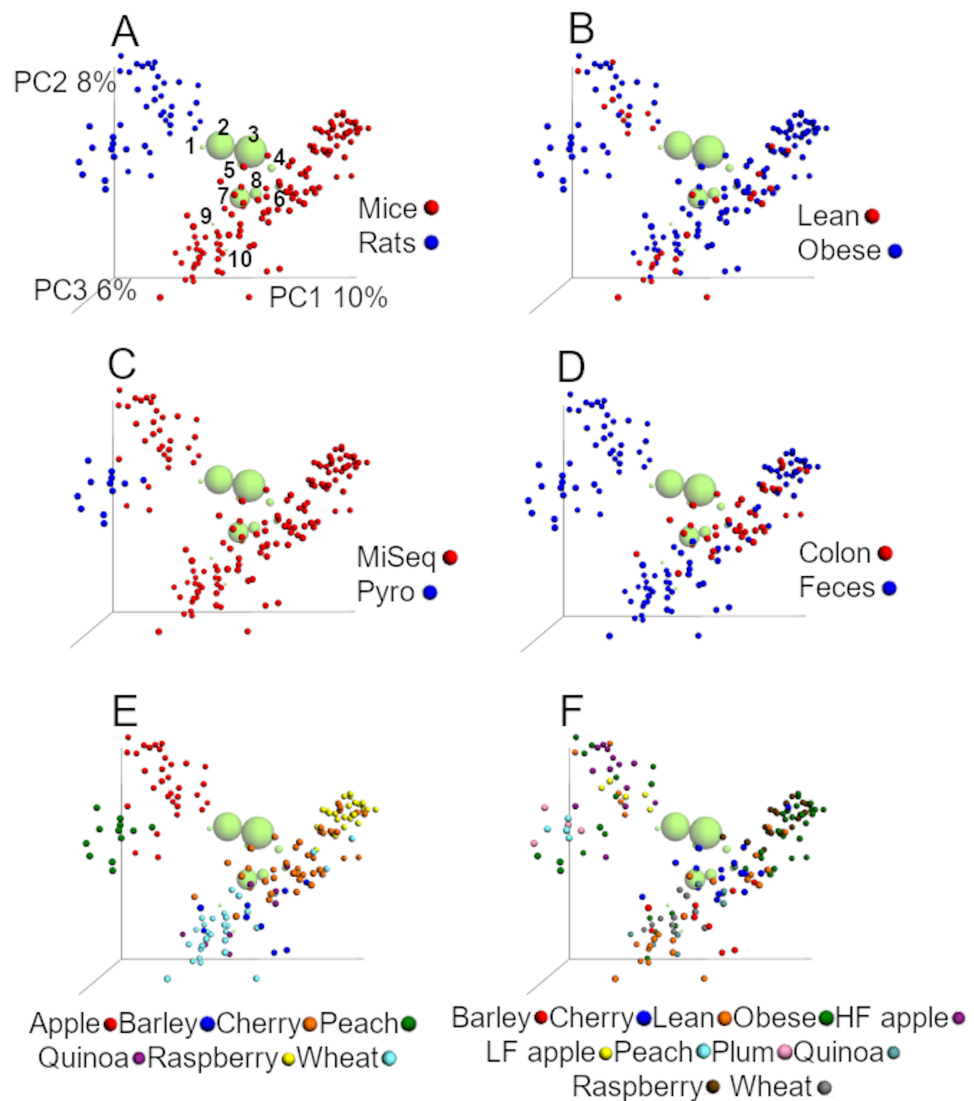 A
B
PC2 8%
2
3
1
4
5
8
7
6
9
10
Mice
Rats
Lean
Obese
PC3 6%
PC1 10%
C
D
MiSeq
Pyro
Colon
Feces
E
F
Apple Barley Cherry Peach
Quinoa Raspberry Wheat
Barley Cherry Lean Obese HF apple
LF apple Peach Plum Quinoa
Raspberry Wheat